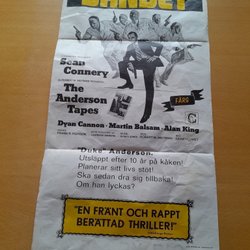 BANDET
Sean
Connery
The
Anderson
Tapes
FÄRG
C
Dyan Cannon - Martin Balsam - Alan King
"Duke" Anderson.
Utsläppt efter 10 år på kåken!
Planerar sitt livs stöt!
Ska sedan dra sig tillbaka!
Om han lyckas?
"EN FRÄNT OCH RAPPT
BERÄTTAD THRILLER!"